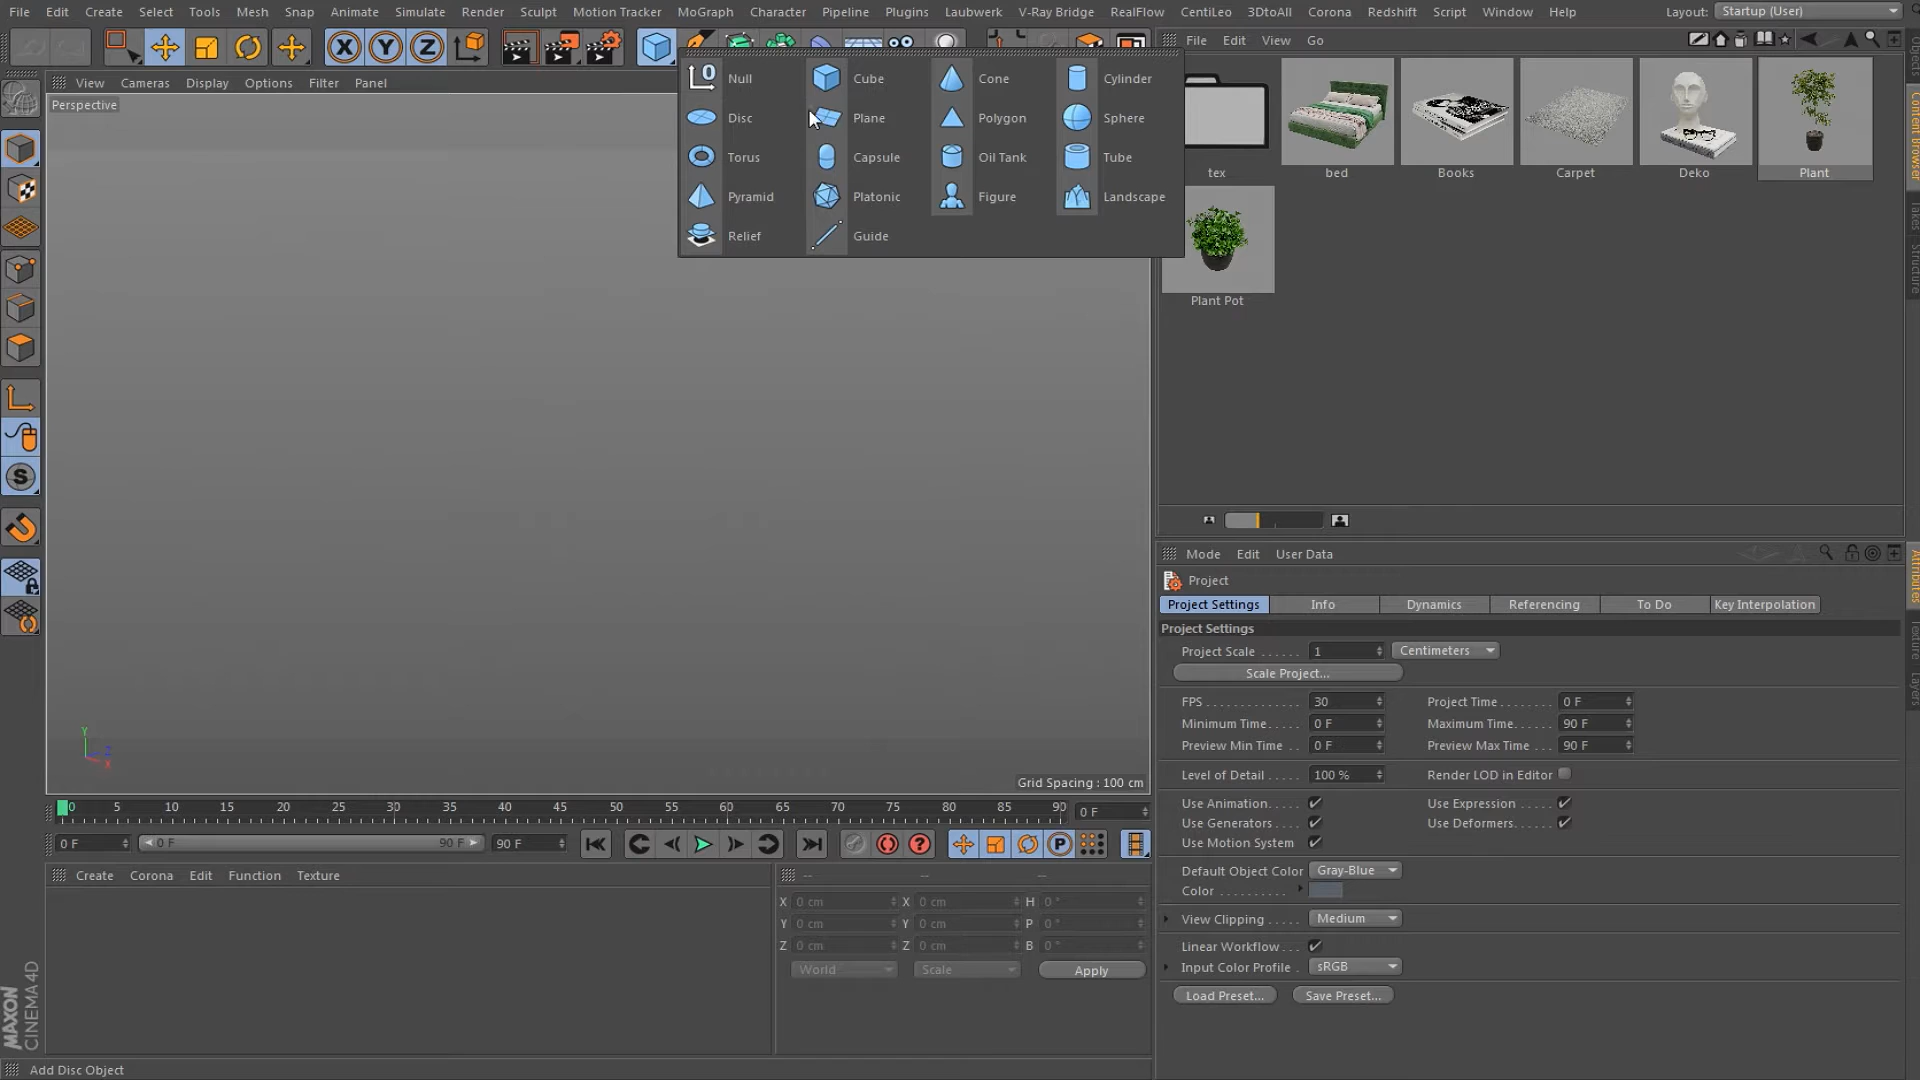 File Edit Create Select Tools Mesh Snap Animate Simulate Render Sculpt Motion Tracker MoGraph Character Pipeline Plugins Laubwerk V-Ray Bridge RealFlow CentiLeo 3DtoAll Corona Redshift Script Window Help Layout: Startup (User)
X Y Z
File Edit View Go
View Cameras Display Options Filter Panel
Perspective
0 Null Cube Cone Cylinder
Disc Plane Polygon Sphere
Torus Capsule Oil Tank Tube
Pyramid Platonic Figure Landscape
Relief Guide
tex bed Books Carpet Deko Plant
Plant Pot
Objects
Content Browser
Takes
Structure
S
Y
Z
X
Grid Spacing : 100 cm
0 5 10 15 20 25 30 35 40 45 50 55 60 65 70 75 80 85 90 0 F
0 F 0 F 90 F 90 F ? P
Create Corona Edit Function Texture
-- -- --
X 0 cm X 0 cm H 0 °
Y 0 cm Y 0 cm P 0 °
Z 0 cm Z 0 cm B 0 °
World Scale Apply
Mode Edit User Data
Project
Project Settings Info Dynamics Referencing To Do Key Interpolation
Project Settings
Project Scale ...... 1 Centimeters
Scale Project...
FPS ............. 30 Project Time ........ 0 F
Minimum Time..... 0 F Maximum Time...... 90 F
Preview Min Time .. 0 F Preview Max Time ... 90 F
Level of Detail ..... 100 % Render LOD in Editor
Use Animation..... Use Expression .....
Use Generators .... Use Deformers......
Use Motion System
Default Object Color Gray-Blue
Color ..........
View Clipping ..... Medium
Linear Workflow ...
Input Color Profile . sRGB
Load Preset... Save Preset...
Attributes
Texture
Layers
MAXON
CINEMA 4D
Add Disc Object